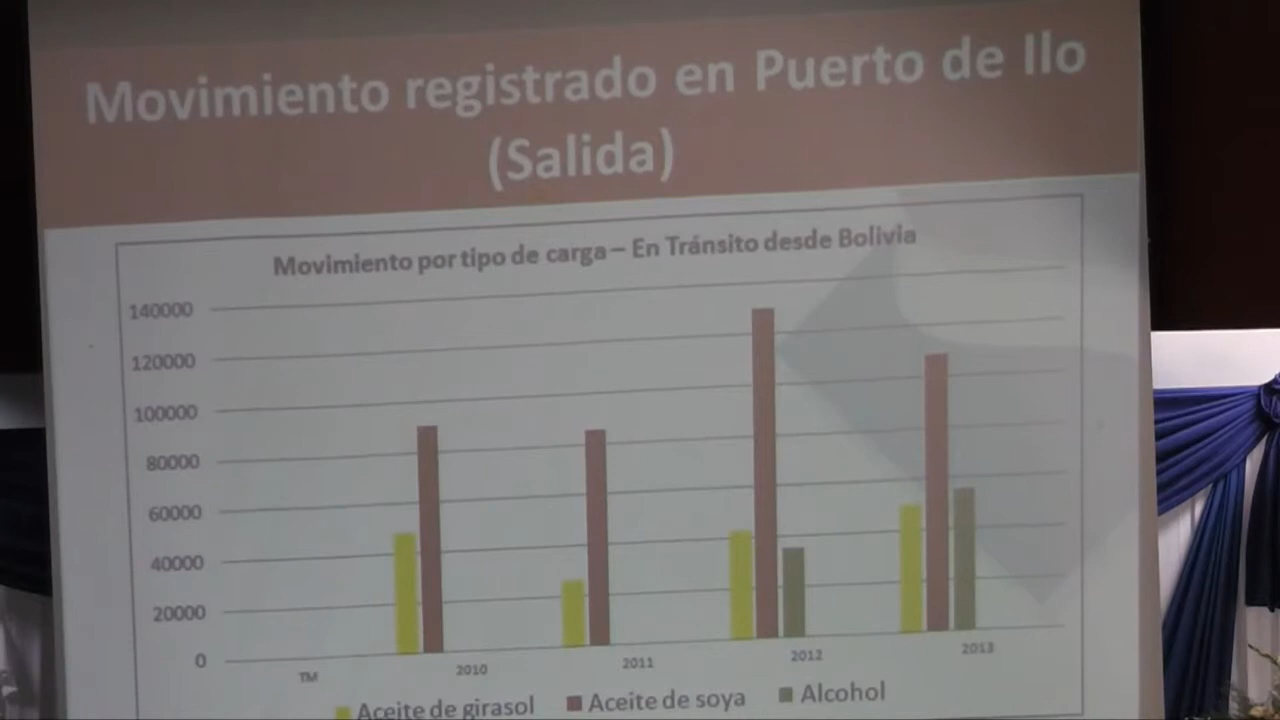 Movimiento registrado en Puerto de Ilo
(Salida)
Movimiento por tipo de carga – En Tránsito desde Bolivia
140000
120000
100000
80000
60000
40000
20000
0
TM 2010 2011 2012 2013
Aceite de girasol Aceite de soya Alcohol